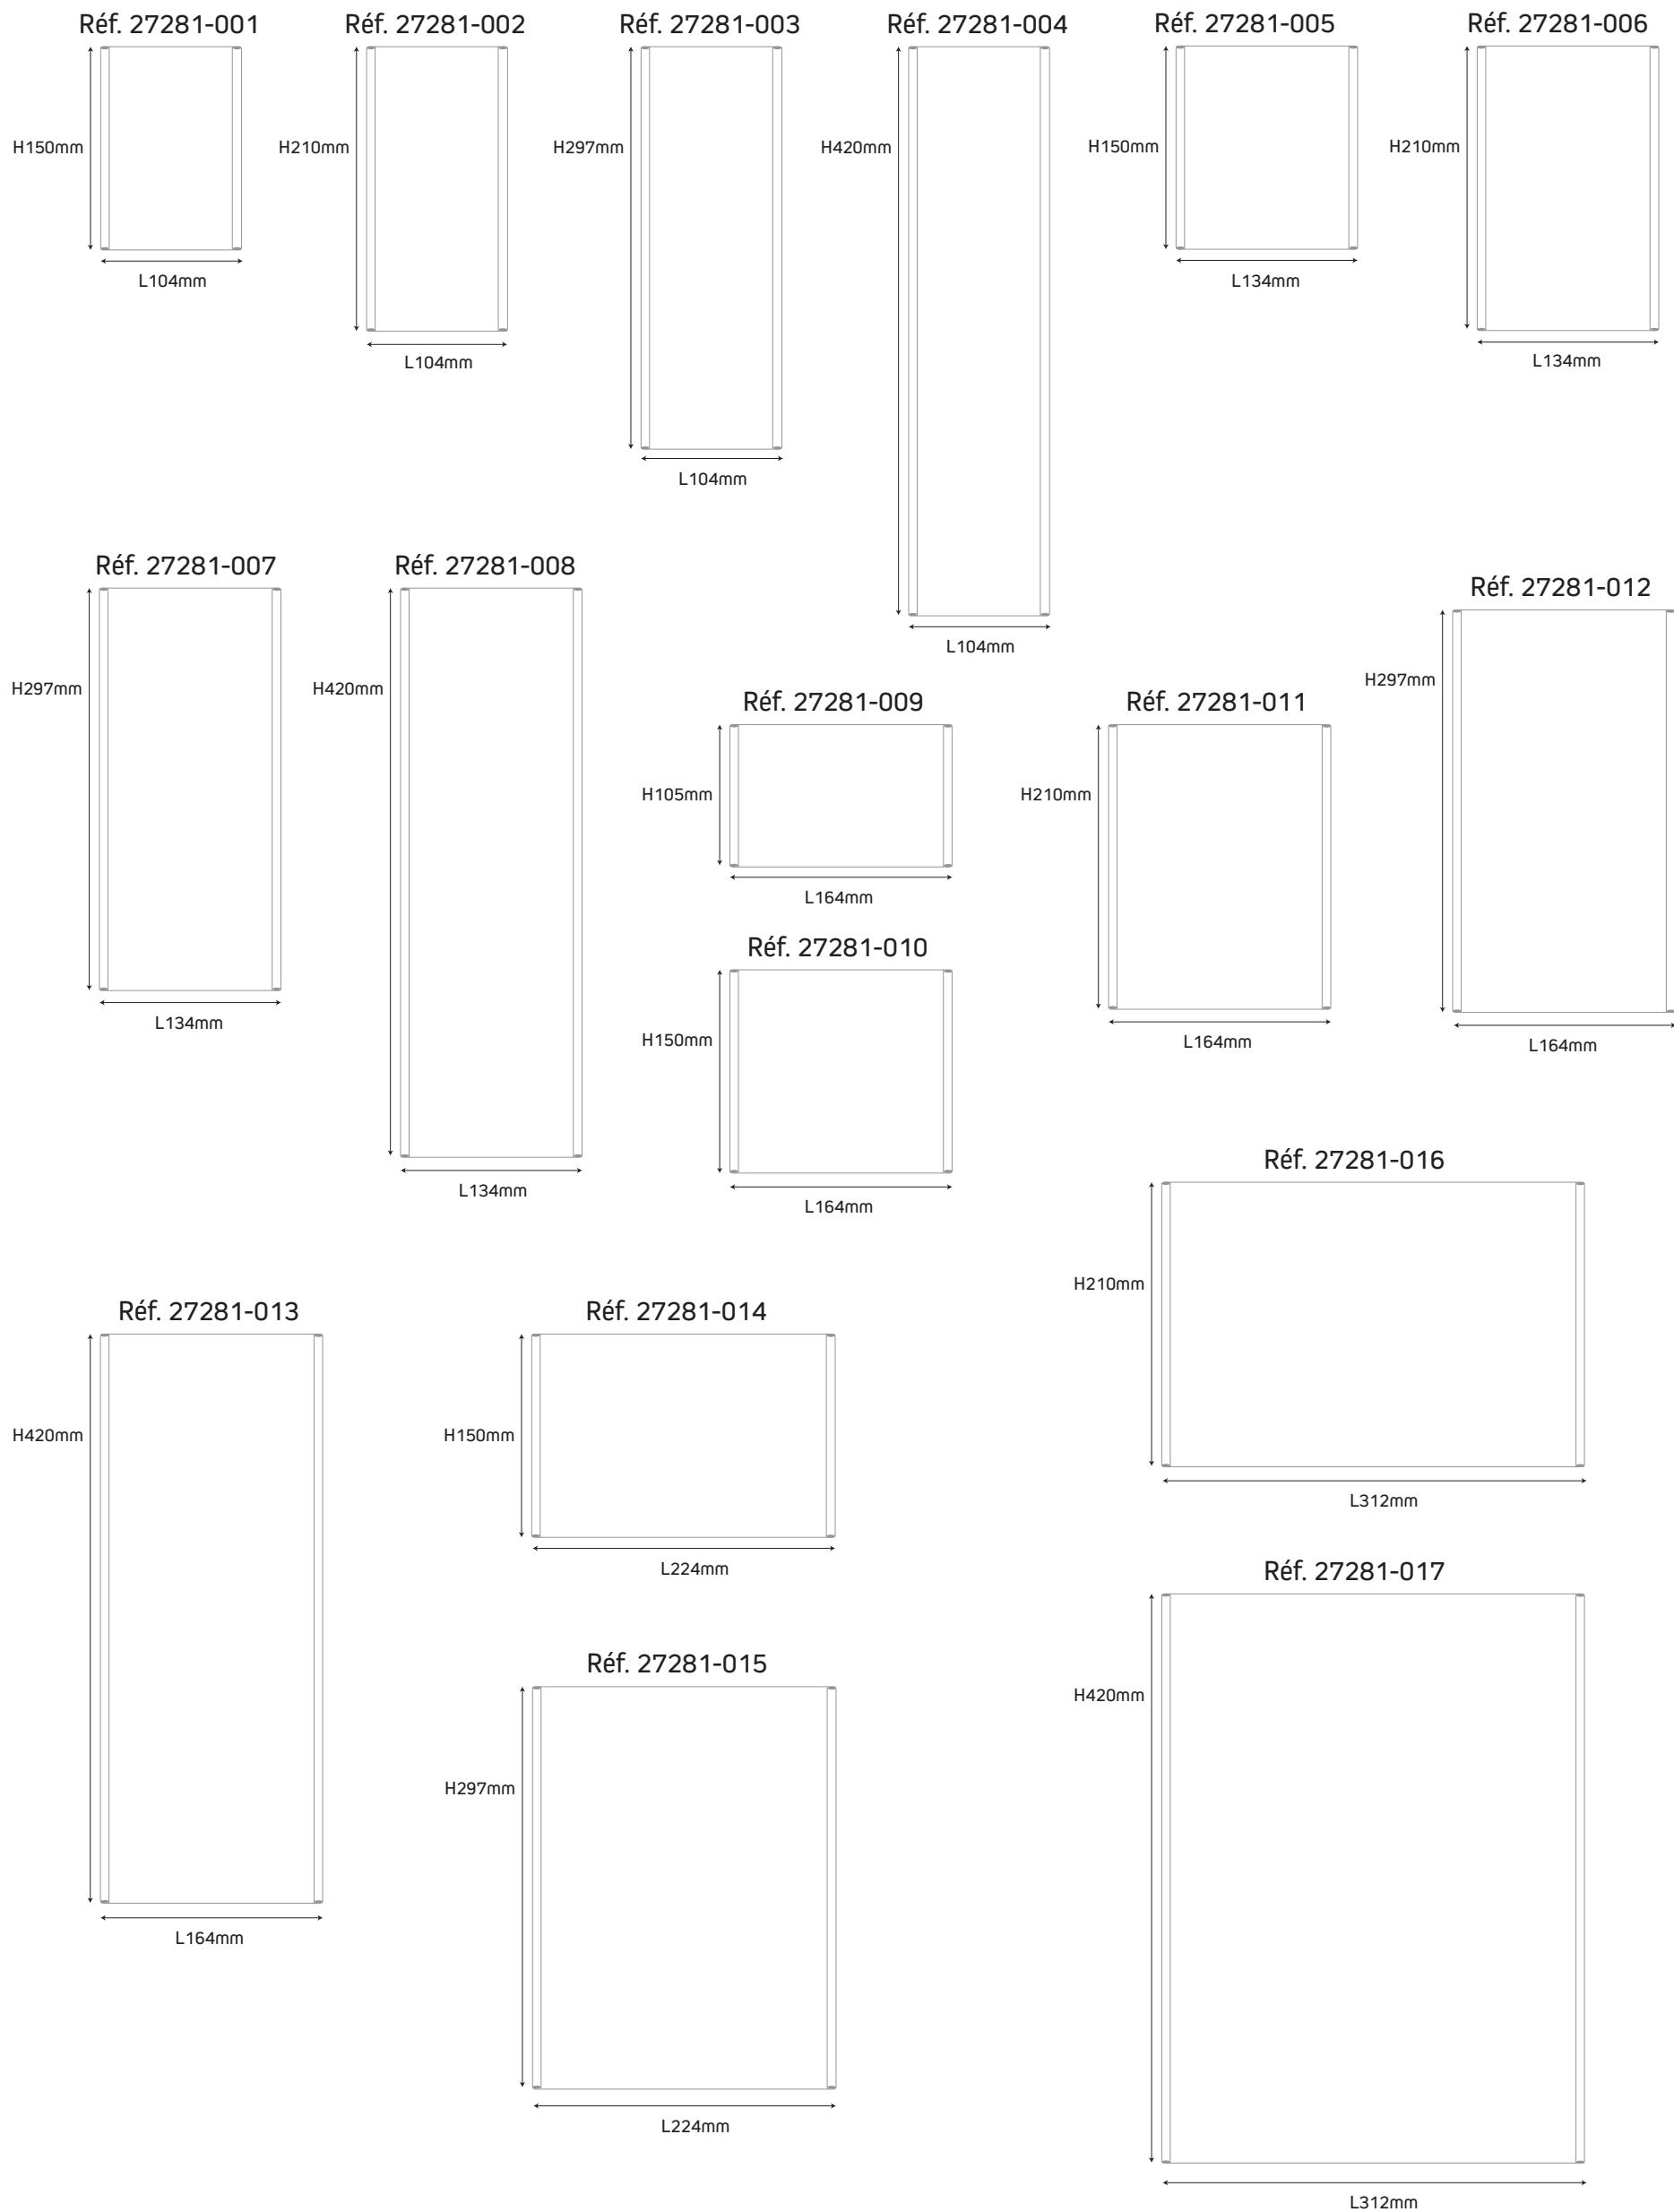 Réf. 27281-001
H150mm
L104mm
Réf. 27281-002
H210mm
L104mm
Réf. 27281-003
H297mm
L104mm
Réf. 27281-004
H420mm
L104mm
Réf. 27281-005
H150mm
L134mm
Réf. 27281-006
H210mm
L134mm
Réf. 27281-007
H297mm
L134mm
Réf. 27281-008
H420mm
L134mm
Réf. 27281-009
H105mm
L164mm
Réf. 27281-010
H150mm
L164mm
Réf. 27281-011
H210mm
L164mm
Réf. 27281-012
H297mm
L164mm
Réf. 27281-013
H420mm
L164mm
Réf. 27281-014
H150mm
L224mm
Réf. 27281-015
H297mm
L224mm
Réf. 27281-016
H210mm
L312mm
Réf. 27281-017
H420mm
L312mm